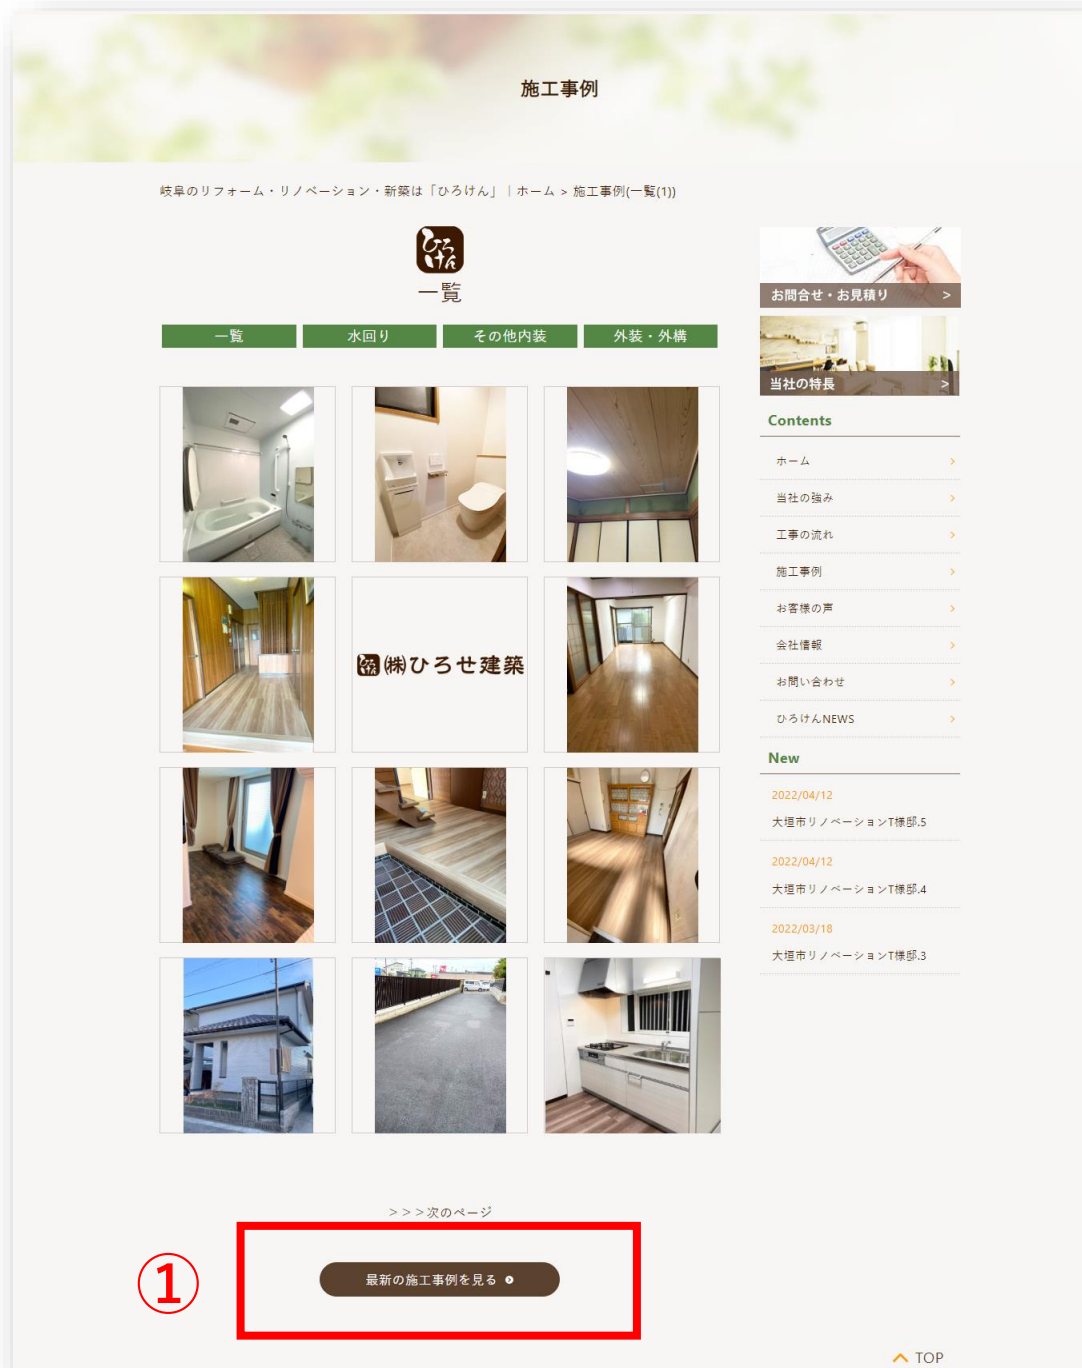 施工事例
岐阜のリフォーム・リノベーション・新築は「ひろけん」｜ホーム > 施工事例(一覧(1))
ひろけん
一覧
一覧 水回り その他内装 外装・外構
ひろけん (株)ひろせ建築
>>>次のページ
① 最新の施工事例を見る
お問合せ・お見積り >
当社の特長 >
Contents
ホーム >
当社の強み >
工事の流れ >
施工事例 >
お客様の声 >
会社情報 >
お問い合わせ >
ひろけんNEWS >
New
2022/04/12
大垣市リノベーションT様邸.5
2022/04/12
大垣市リノベーションT様邸.4
2022/03/18
大垣市リノベーションT様邸.3
TOP